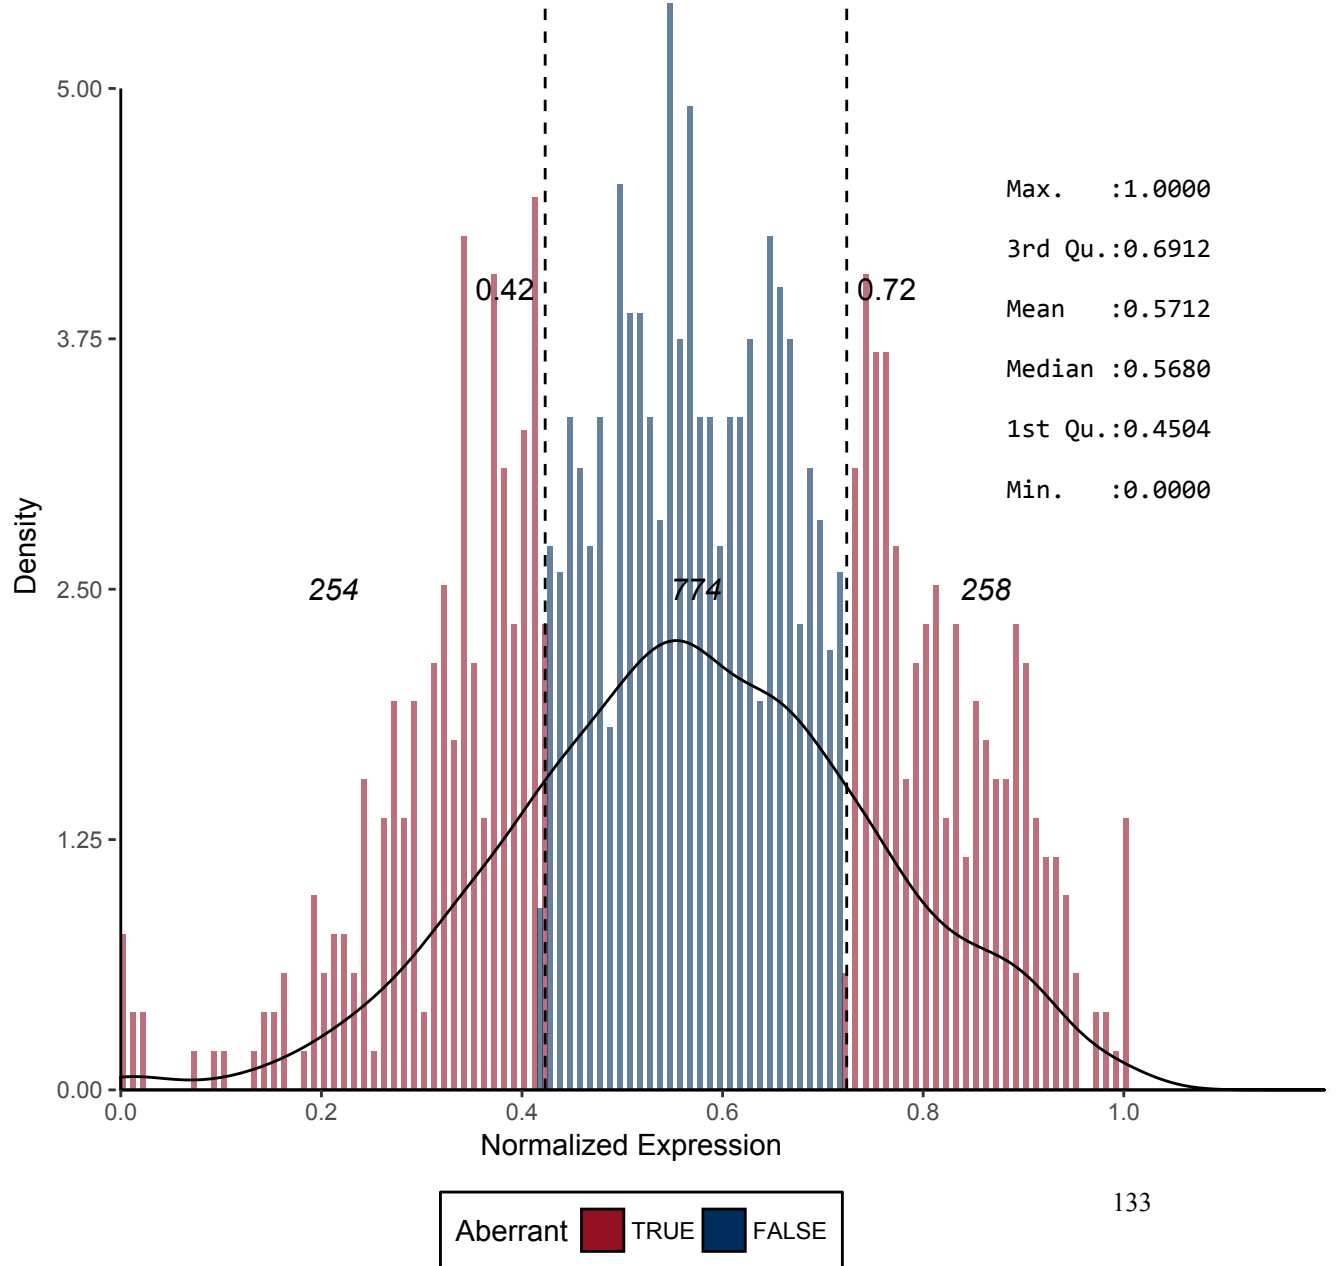 5.00
Max. :1.0000
3rd Qu.:0.6912
0.42
0.72
Mean :0.5712
3.75
Median :0.5680
1st Qu.:0.4504
Min. :0.0000
Density
2.50
254
774
258
1.25
0.00
0.0 0.2 0.4 0.6 0.8 1.0
Normalized Expression
133
Aberrant TRUE FALSE